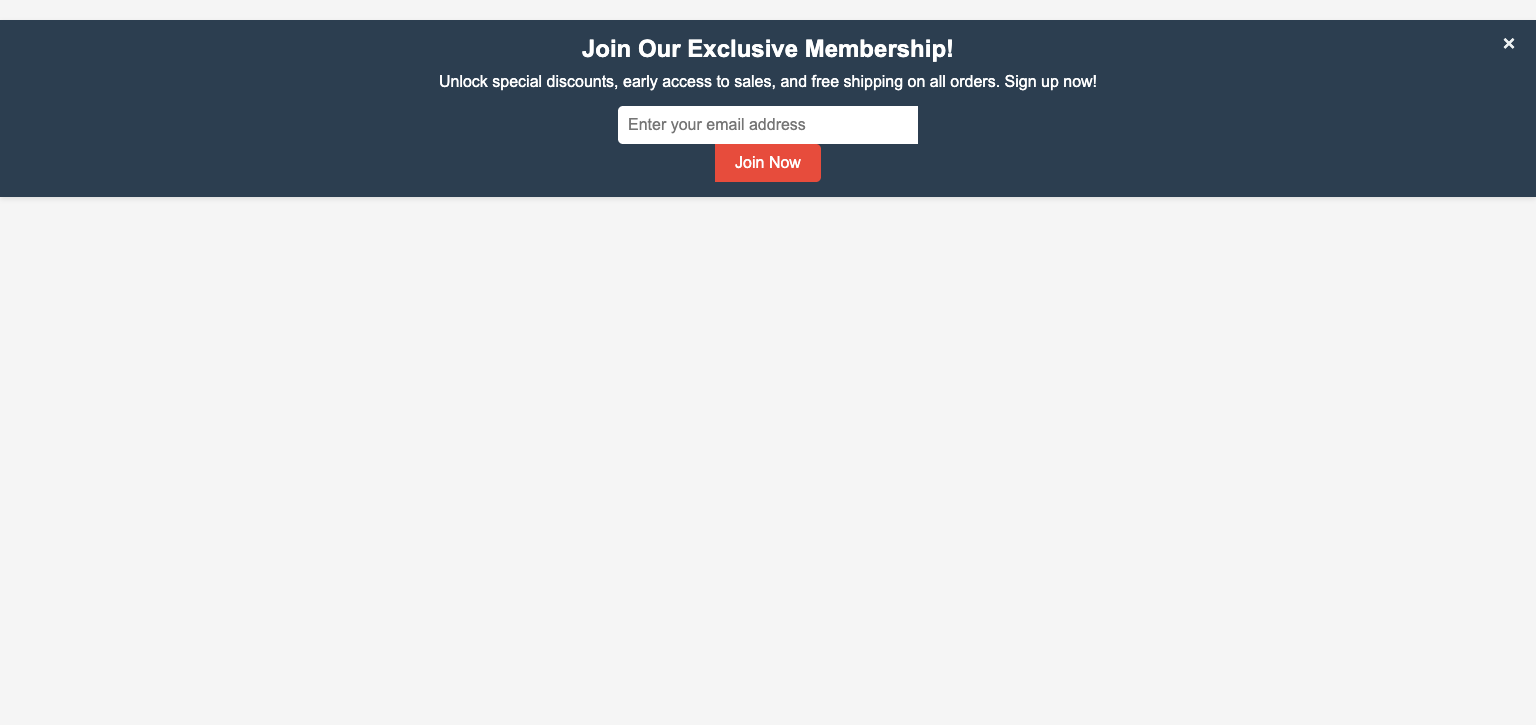 Join Our Exclusive Membership!
×
Unlock special discounts, early access to sales, and free shipping on all orders. Sign up now!
Enter your email address
Join Now